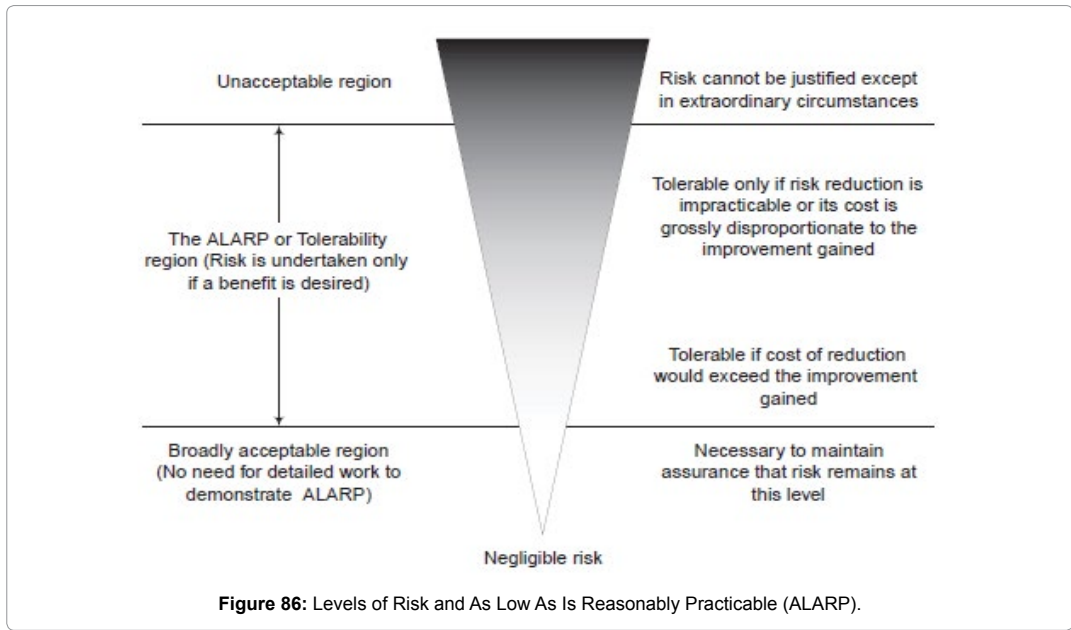 Unacceptable region
Risk cannot be justified except
in extraordinary circumstances
The ALARP or Tolerability
region (Risk is undertaken only
if a benefit is desired)
Tolerable only if risk reduction is
impracticable or its cost is
grossly disproportionate to the
improvement gained
Tolerable if cost of reduction
would exceed the improvement
gained
Broadly acceptable region
(No need for detailed work to
demonstrate ALARP)
Necessary to maintain
assurance that risk remains at
this level
Negligible risk
Figure 86: Levels of Risk and As Low As Is Reasonably Practicable (ALARP).